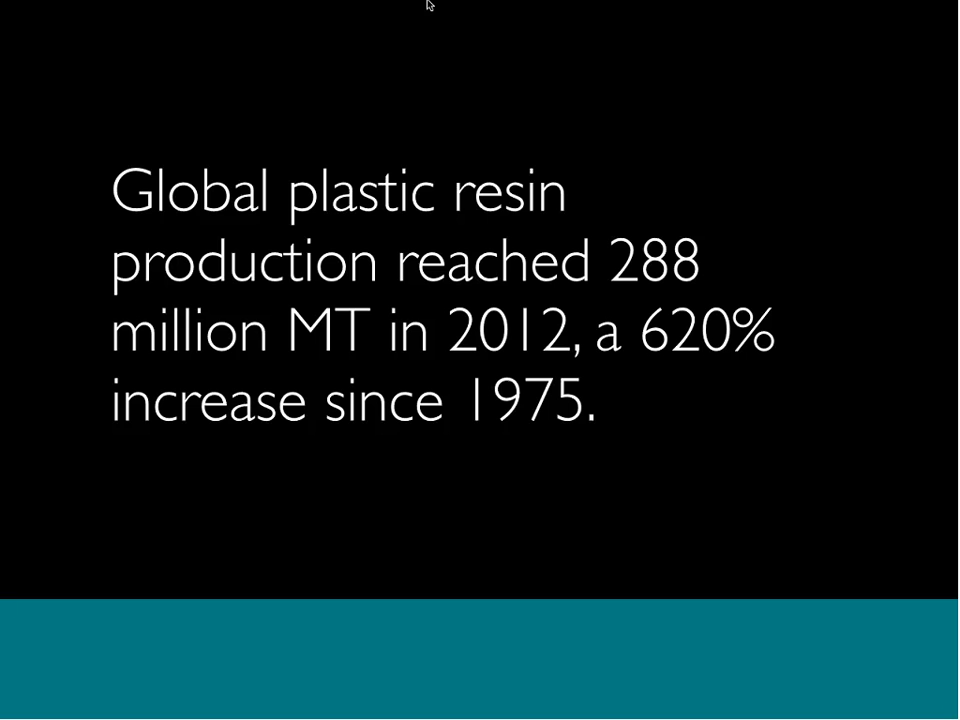 Global plastic resin
production reached 288
million MT in 2012, a 620%
increase since 1975.